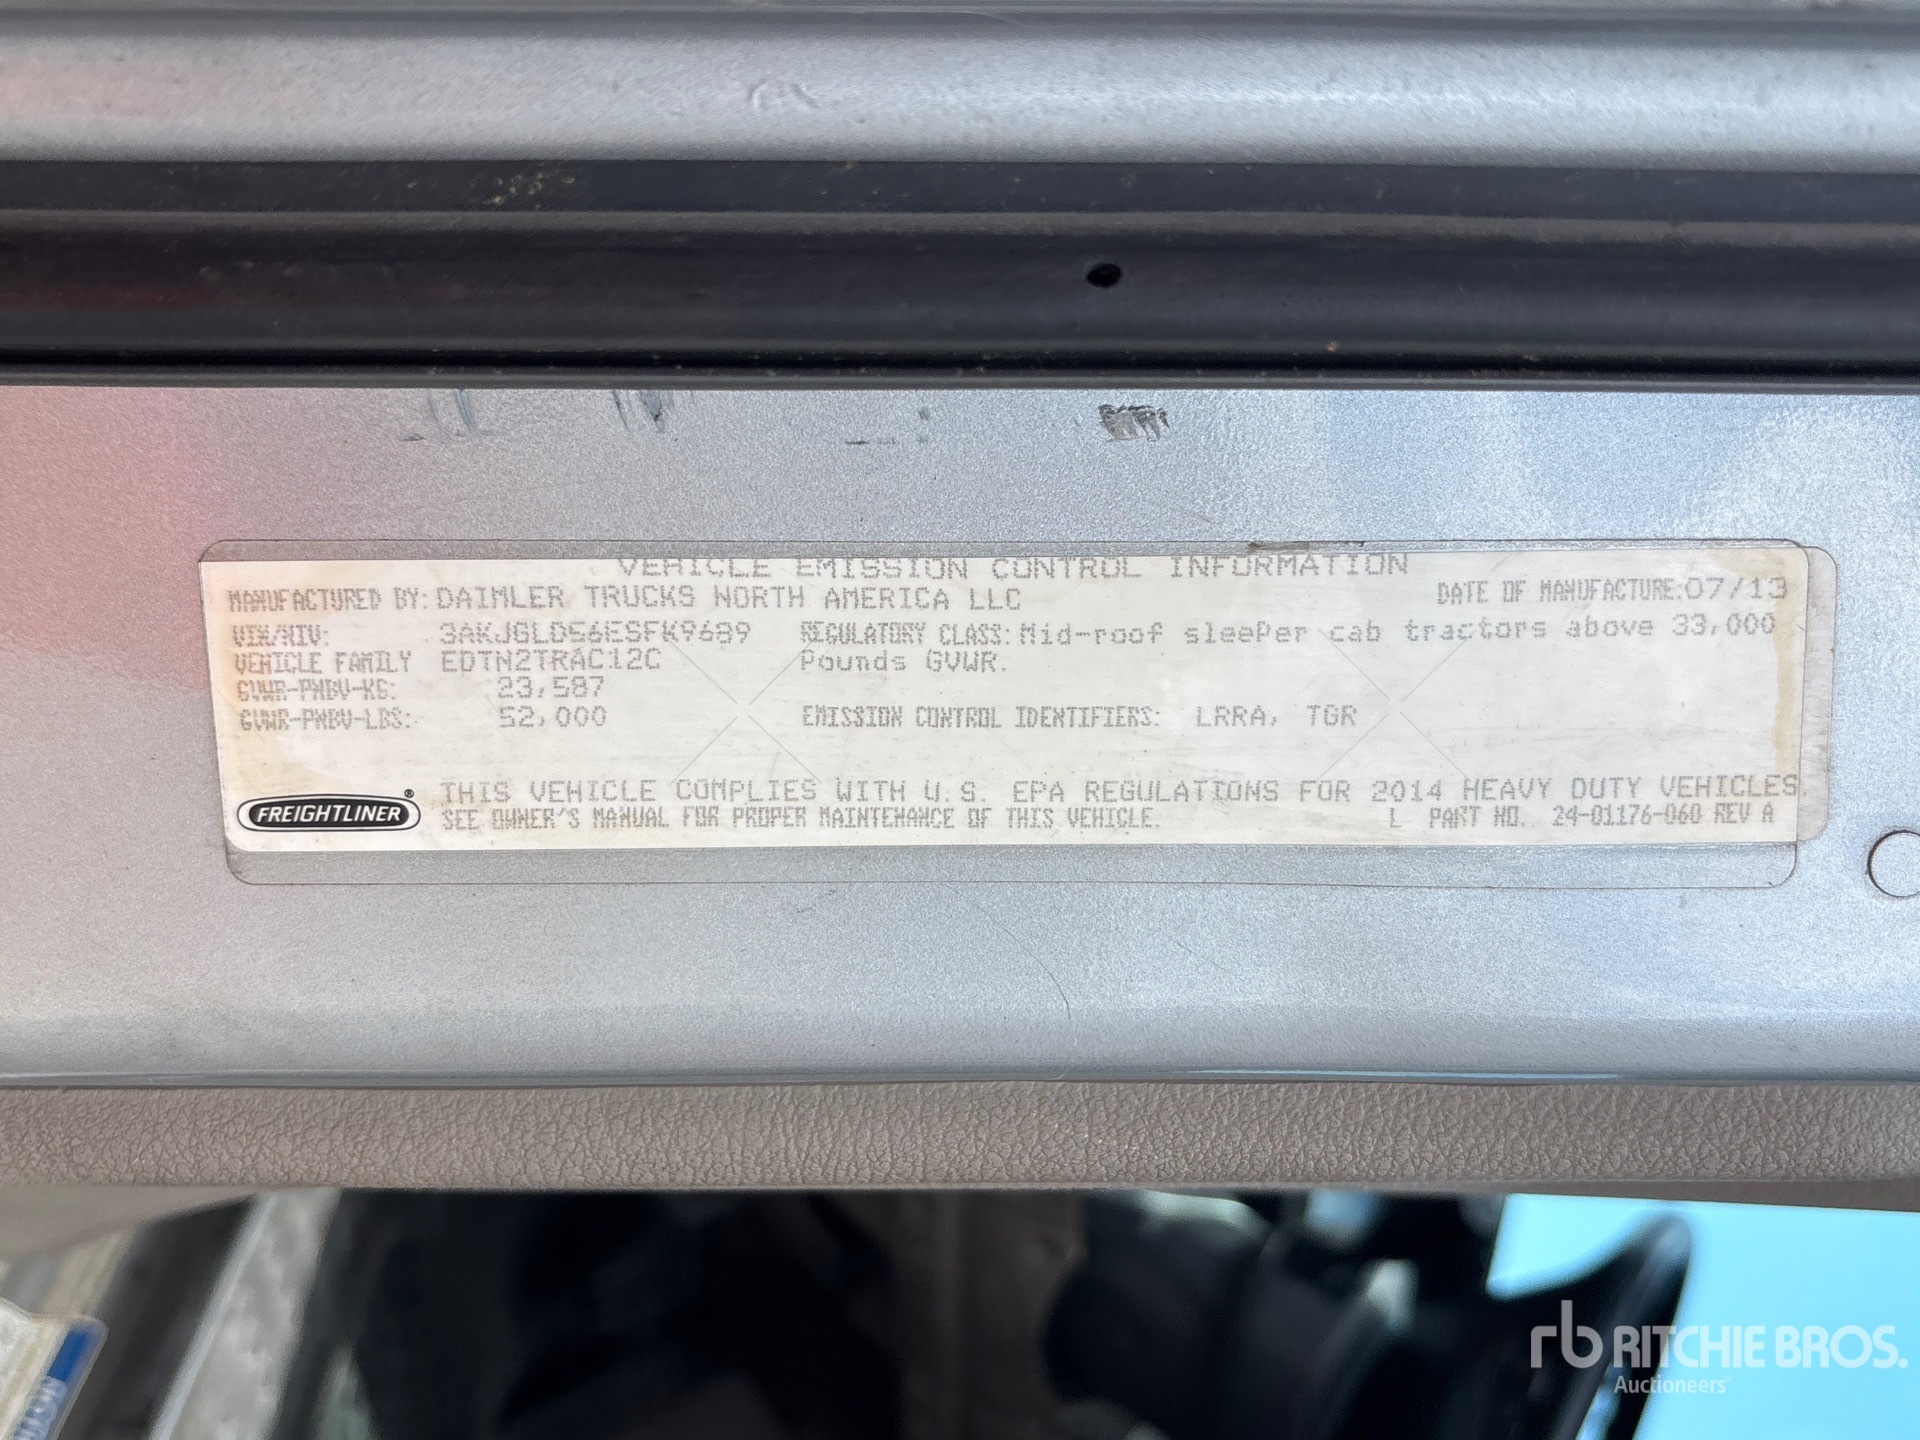 VEHICLE EMISSION CONTROL INFORMATION
MANUFACTURED BY: DAIMLER TRUCKS NORTH AMERICA LLC DATE OF MANUFACTURE: 07/13
VIN/NIV: 3AKJGLD56ESFK9689 REGULATORY CLASS: Mid-roof sleeper cab tractors above 33,000
VEHICLE FAMILY EDTN2TRAC12C Pounds GVWR.
GVWR-PNBV-KG: 23,587
GVWR-PNBV-LBS: 52,000 EMISSION CONTROL IDENTIFIERS: LRRA, TGR
FREIGHTLINER®
THIS VEHICLE COMPLIES WITH U.S. EPA REGULATIONS FOR 2014 HEAVY DUTY VEHICLES.
SEE OWNER'S MANUAL FOR PROPER MAINTENANCE OF THIS VEHICLE. L PART NO. 24-01176-060 REV A
rb RITCHIE BROS.
Auctioneers